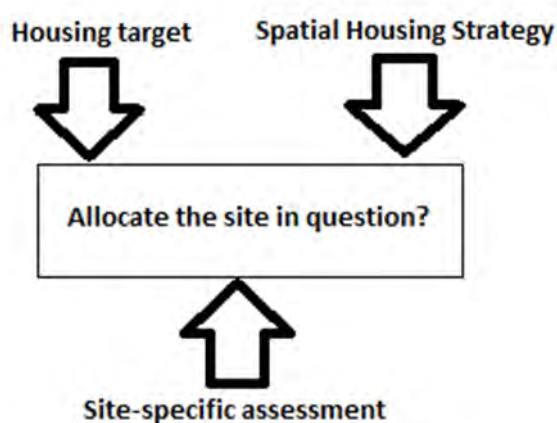 Housing target
Spatial Housing Strategy
Allocate the site in question?
Site-specific assessment